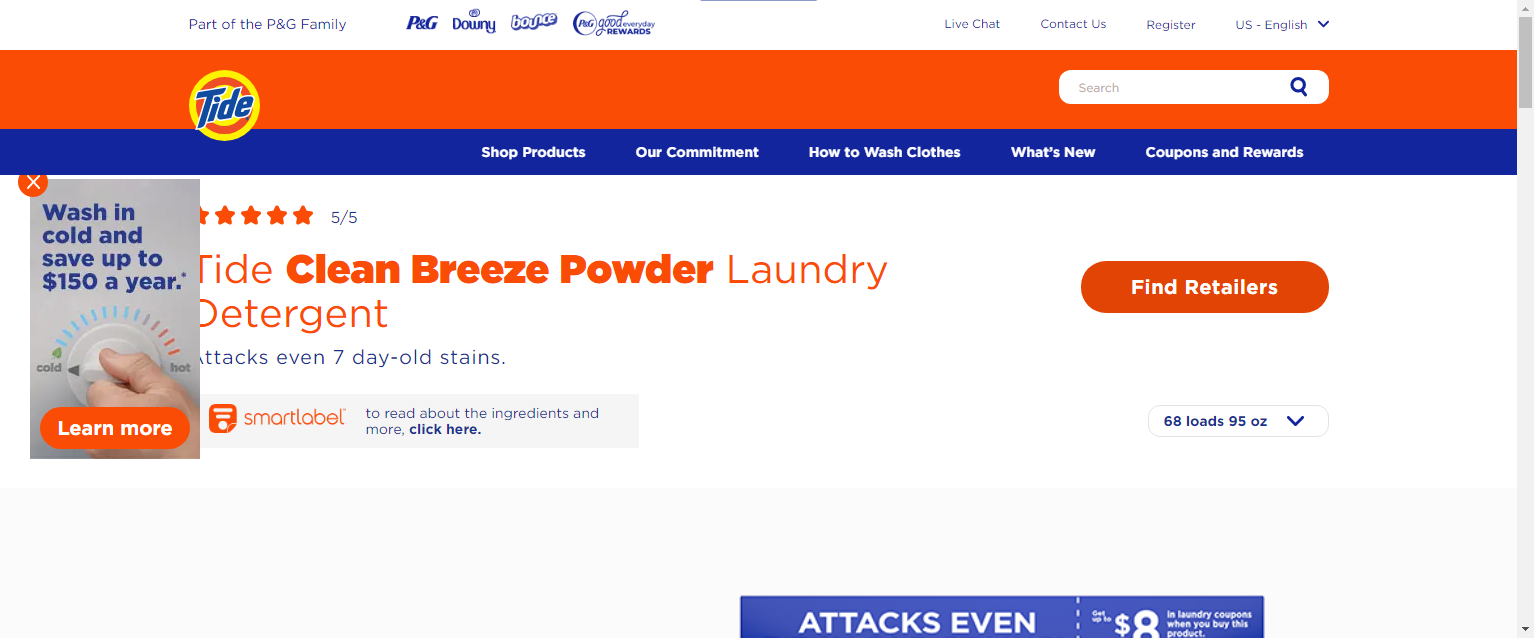 Part of the P&G Family
P&G
Downy
bounce
P&G good everyday REWARDS
Live Chat
Contact Us
Register
US - English
Tide
Search
Shop Products
Our Commitment
How to Wash Clothes
What's New
Coupons and Rewards
Wash in
cold and
save up to
$150 a year.*
cold
hot
Learn more
5/5
Tide Clean Breeze Powder Laundry
Detergent
Attacks even 7 day-old stains.
smartlabel™
to read about the ingredients and
more, click here.
Find Retailers
68 loads 95 oz
ATTACKS EVEN
Get up to $8 in laundry coupons
when you buy this
product.